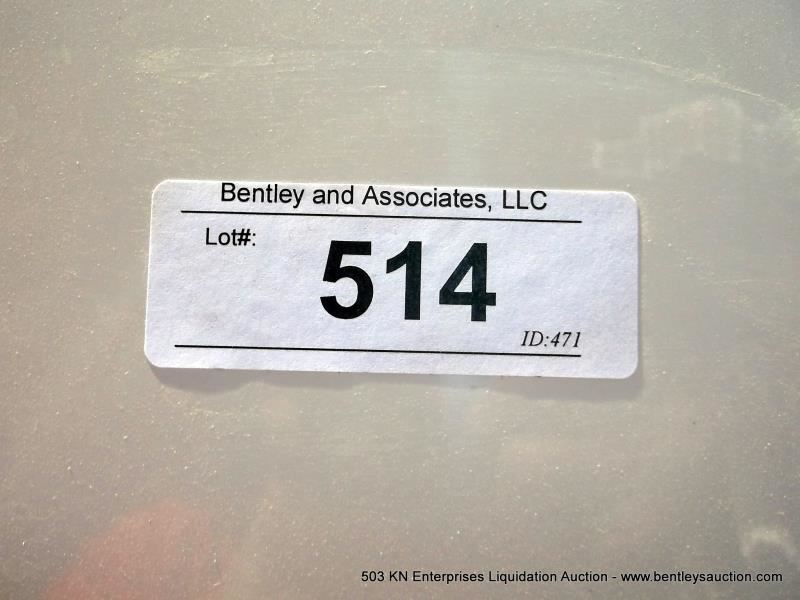 Bentley and Associates, LLC
Lot#:
514
ID:471
503 KN Enterprises Liquidation Auction - www.bentleysauction.com